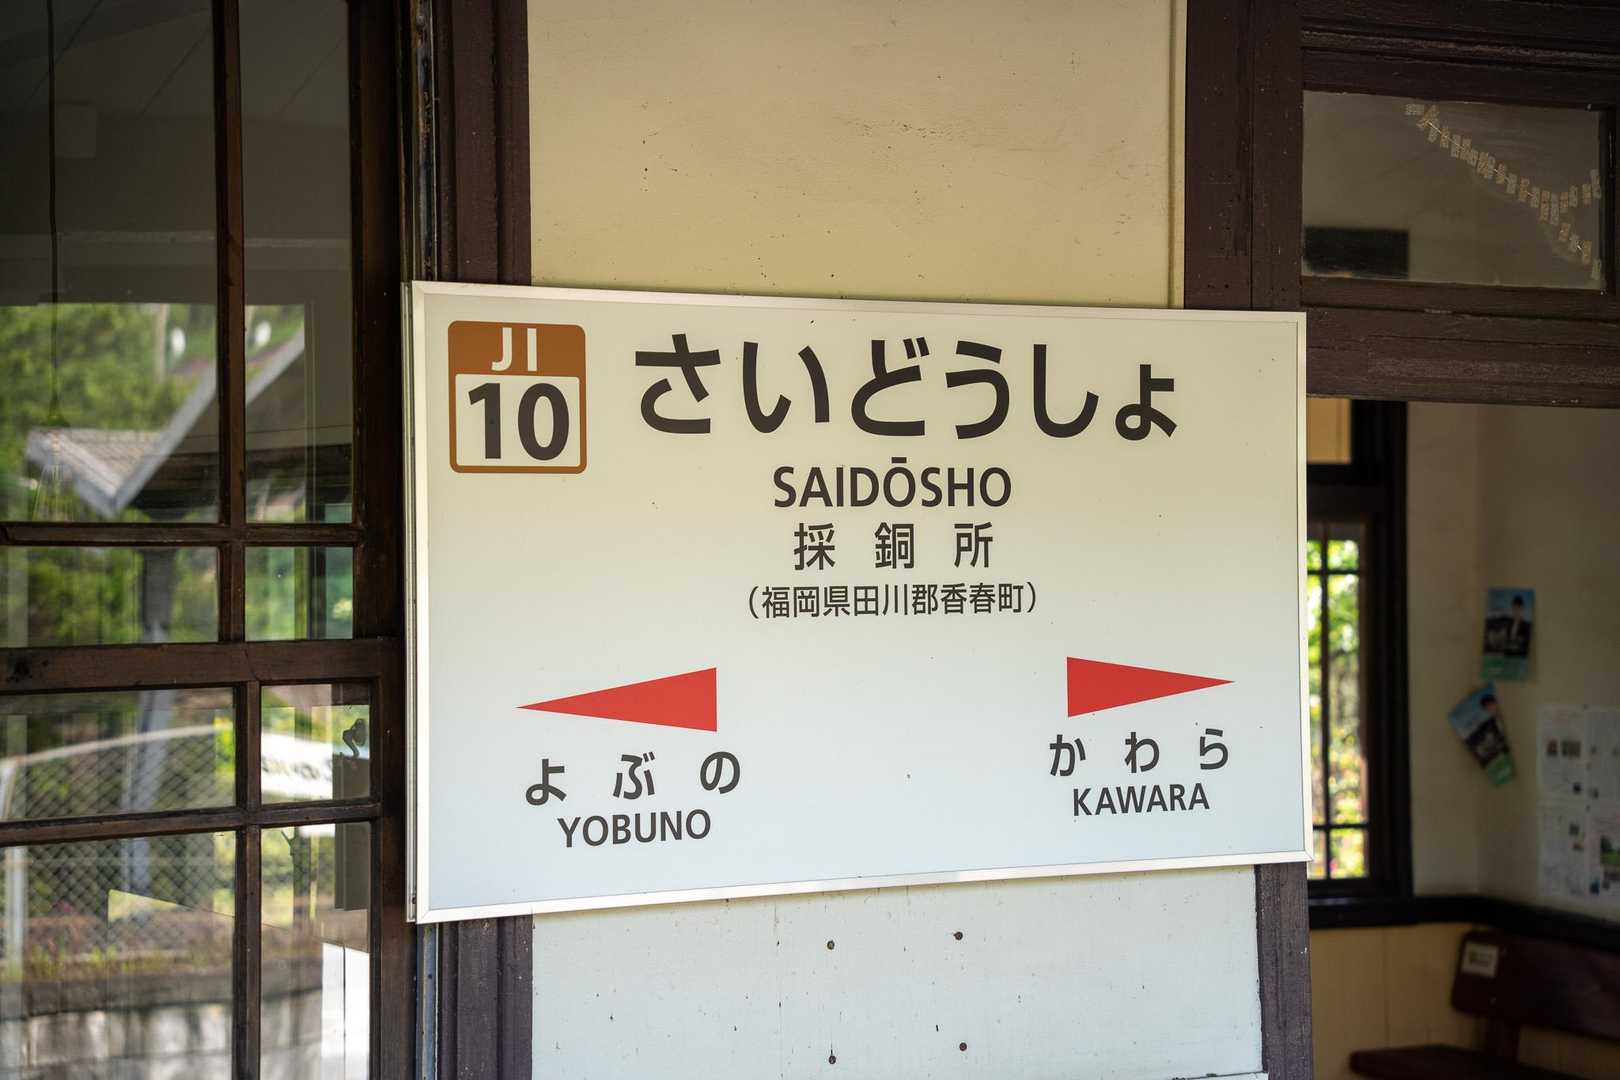 JI
10
さいどうしょ
SAIDŌSHO
採銅所
（福岡県田川郡香春町）
よぶの
YOBUNO
かわら
KAWARA